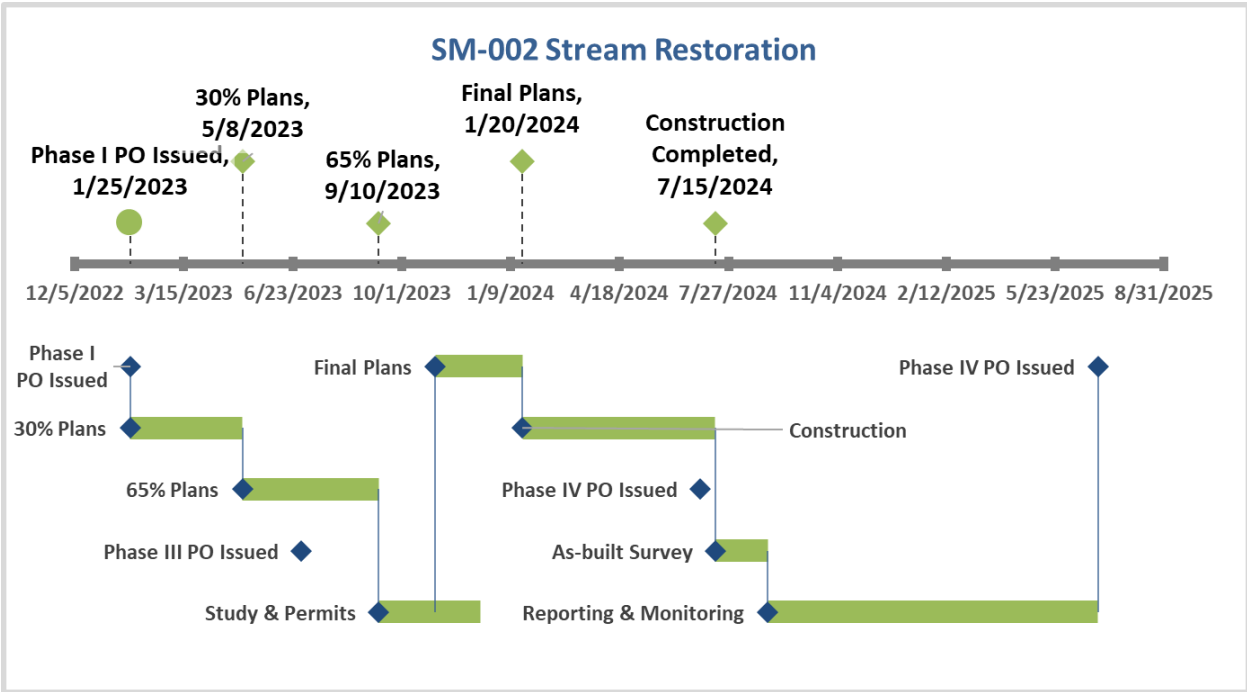 SM-002 Stream Restoration
30% Plans,
5/8/2023
Final Plans,
1/20/2024
Construction
Completed,
7/15/2024
Phase I PO Issued,
1/25/2023
65% Plans,
9/10/2023
12/5/2022 3/15/2023 6/23/2023 10/1/2023 1/9/2024 4/18/2024 7/27/2024 11/4/2024 2/12/2025 5/23/2025 8/31/2025
Phase I
PO Issued
Final Plans
Phase IV PO Issued
30% Plans
Construction
65% Plans
Phase IV PO Issued
Phase III PO Issued
As-built Survey
Study & Permits
Reporting & Monitoring